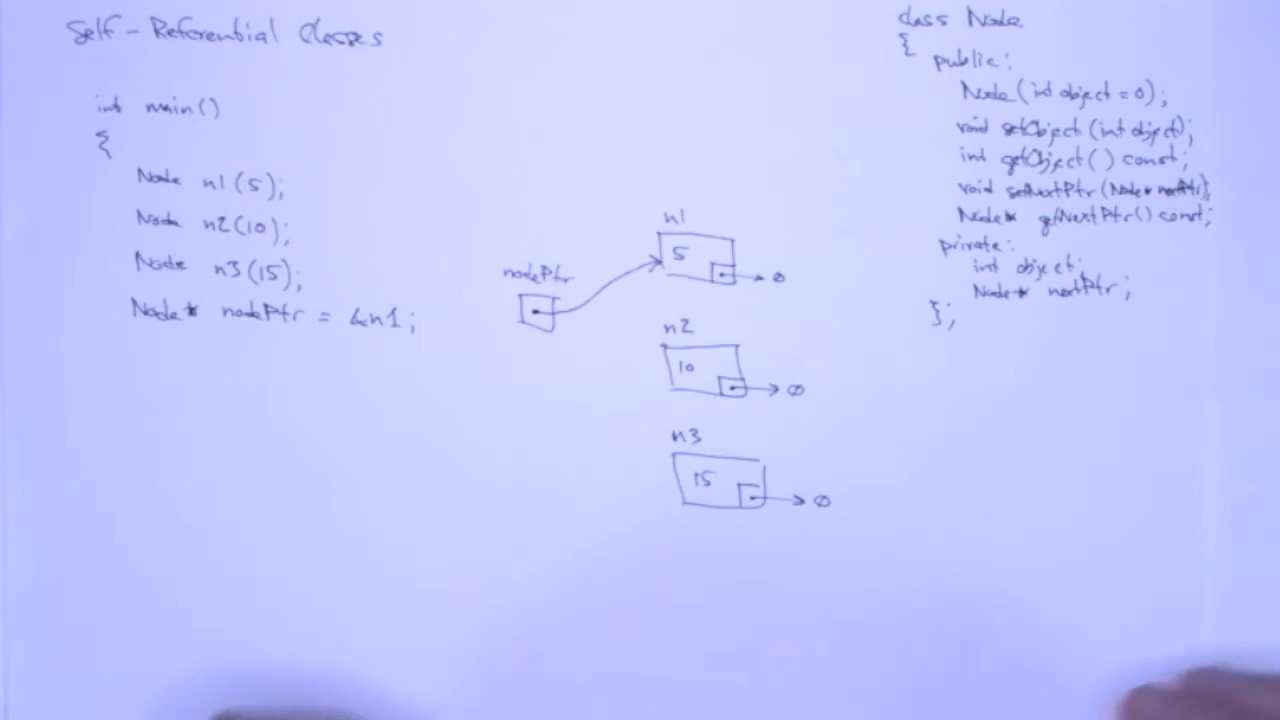 Self-Referential Classes
int main()
{
Node n1(5);
Node n2(10);
Node n3(15);
Node* nodePtr = &n1;
nodePtr
n1
5
Ø
n2
10
Ø
n3
15
Ø
class Node
{
public:
Node(int object = 0);
void setObject(int object);
int getObject() const;
void setNextPtr(Node* nextPtr);
Node* getNextPtr() const;
private:
int object;
Node* nextPtr;
};